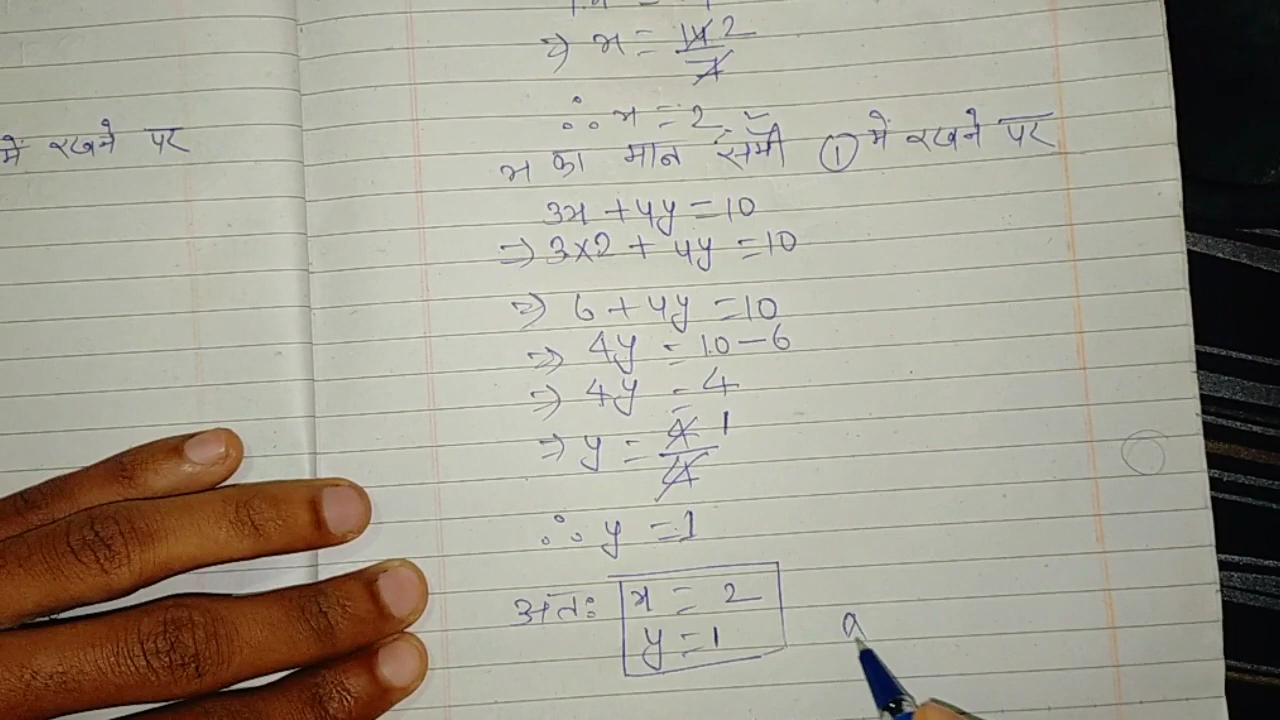 में रखने पर
⇒ x = 14 2 / 7
∴ x = 2
x का मान समी० ① में रखने पर
3x + 4y = 10
⇒ 3×2 + 4y = 10
⇒ 6 + 4y = 10
⇒ 4y = 10 - 6
⇒ 4y = 4
⇒ y = 4 1 / 4
∴ y = 1
अतः x = 2
y = 1